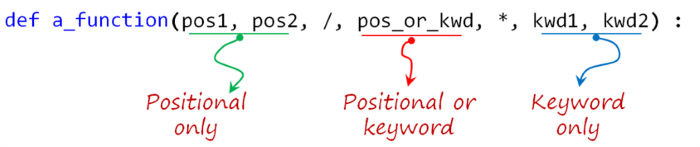 def a_function(pos1, pos2, /, pos_or_kwd, *, kwd1, kwd2) :
Positional only
Positional or keyword
Keyword only